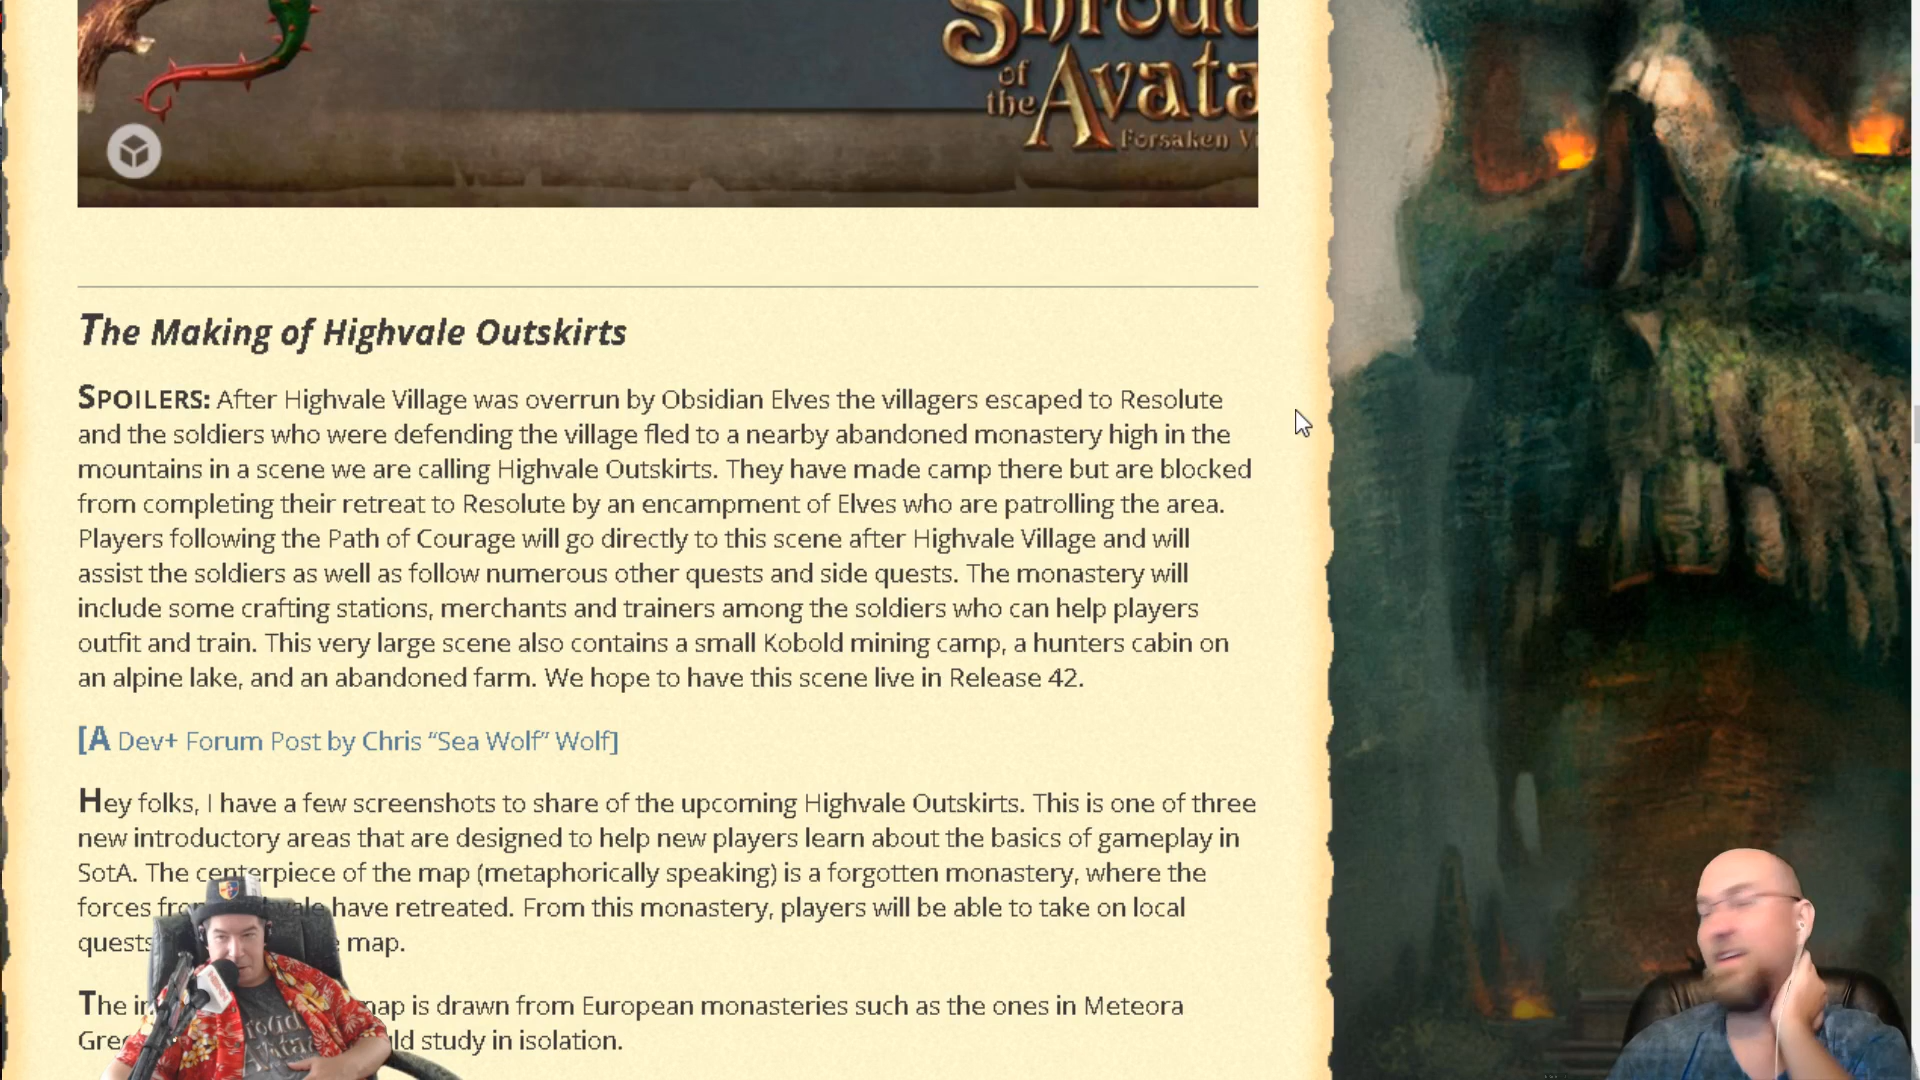 Shroud
of
the Avata
Forsaken Vi
The Making of Highvale Outskirts
SPOILERS: After Highvale Village was overrun by Obsidian Elves the villagers escaped to Resolute
and the soldiers who were defending the village fled to a nearby abandoned monastery high in the
mountains in a scene we are calling Highvale Outskirts. They have made camp there but are blocked
from completing their retreat to Resolute by an encampment of Elves who are patrolling the area.
Players following the Path of Courage will go directly to this scene after Highvale Village and will
assist the soldiers as well as follow numerous other quests and side quests. The monastery will
include some crafting stations, merchants and trainers among the soldiers who can help players
outfit and train. This very large scene also contains a small Kobold mining camp, a hunters cabin on
an alpine lake, and an abandoned farm. We hope to have this scene live in Release 42.
[A Dev+ Forum Post by Chris “Sea Wolf” Wolf]
Hey folks, I have a few screenshots to share of the upcoming Highvale Outskirts. This is one of three
new introductory areas that are designed to help new players learn about the basics of gameplay in
SotA. The centerpiece of the map (metaphorically speaking) is a forgotten monastery, where the
forces have retreated. From this monastery, players will be able to take on local
quests map.
The map is drawn from European monasteries such as the ones in Meteora
study in isolation.